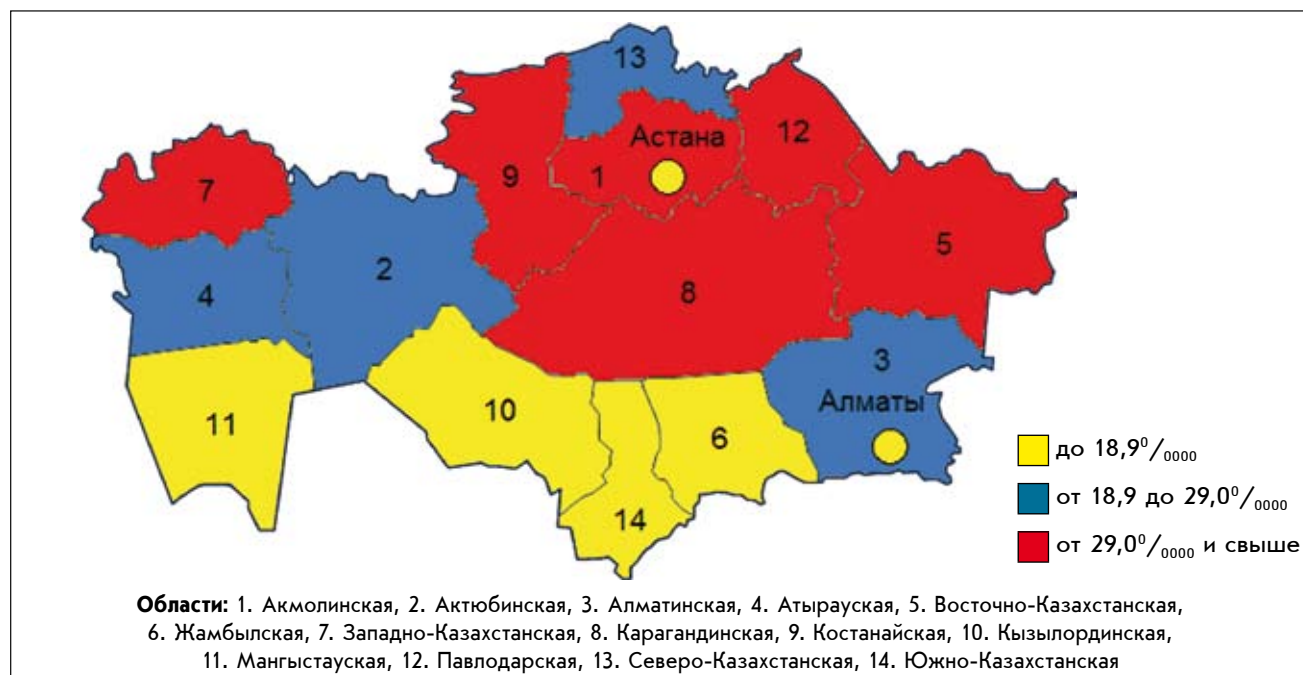 13
Астана
12
7
9
1
5
2
4
8
3
Алматы
11
10
6
14
до 18,9⁰/₀₀₀₀
от 18,9 до 29,0⁰/₀₀₀₀
от 29,0⁰/₀₀₀₀ и свыше
Области: 1. Акмолинская, 2. Актюбинская, 3. Алматинская, 4. Атырауская, 5. Восточно-Казахстанская,
6. Жамбылская, 7. Западно-Казахстанская, 8. Карагандинская, 9. Костанайская, 10. Кызылординская,
11. Мангыстауская, 12. Павлодарская, 13. Северо-Казахстанская, 14. Южно-Казахстанская